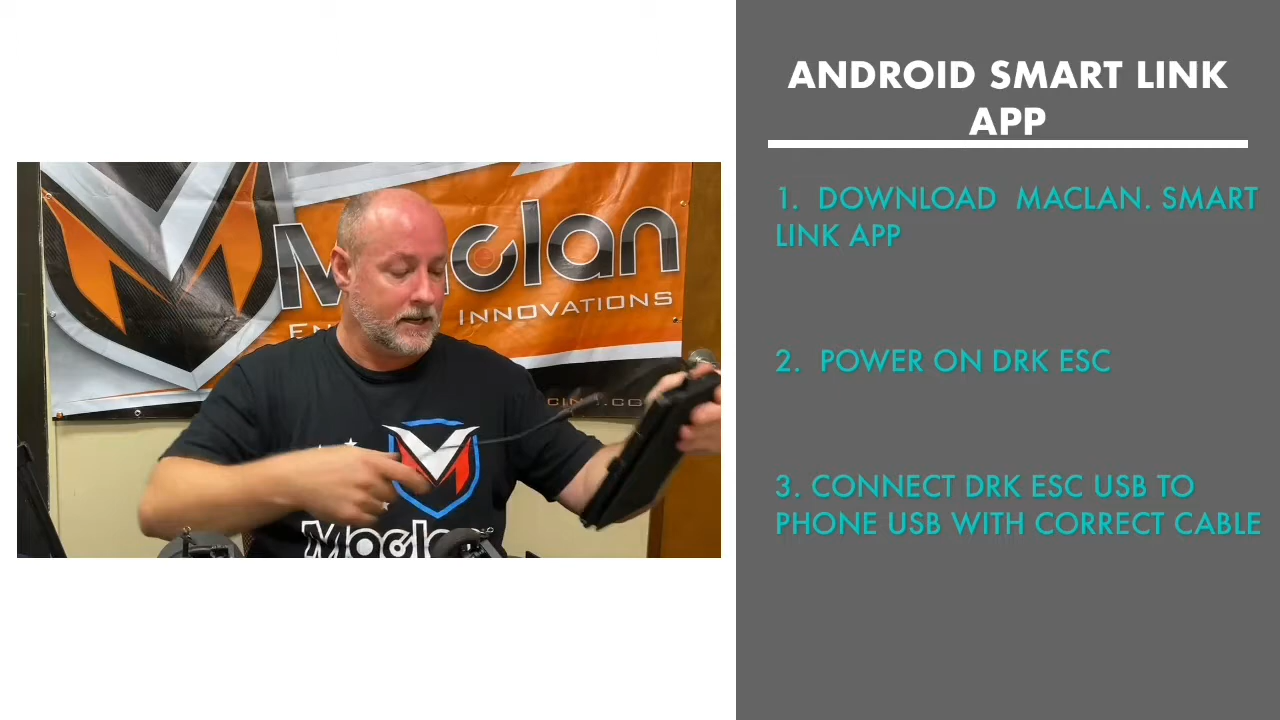 ANDROID SMART LINK
APP
1. DOWNLOAD MACLAN. SMART
LINK APP
2. POWER ON DRK ESC
3. CONNECT DRK ESC USB TO
PHONE USB WITH CORRECT CABLE
Maclan
INNOVATIONS
Maclan